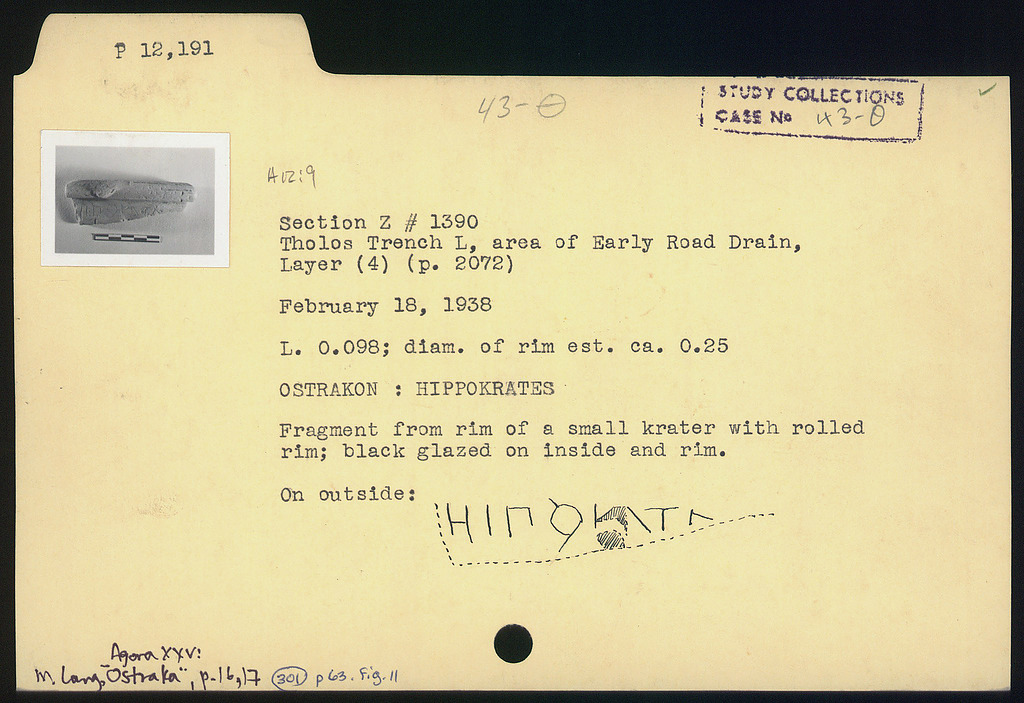 P 12,191
43-0
STUDY COLLECTIONS
CASE No 43-0
A 12:9
Section Z # 1390
Tholos Trench L, area of Early Road Drain,
Layer (4) (p. 2072)
February 18, 1938
L. 0.098; diam. of rim est. ca. 0.25
OSTRAKON : HIPPOKRATES
Fragment from rim of a small krater with rolled
rim; black glazed on inside and rim.
On outside:
Agora XXV:
M. Lang, "Ostraka", p. 16, 17 (301) p 63. Fig. 11